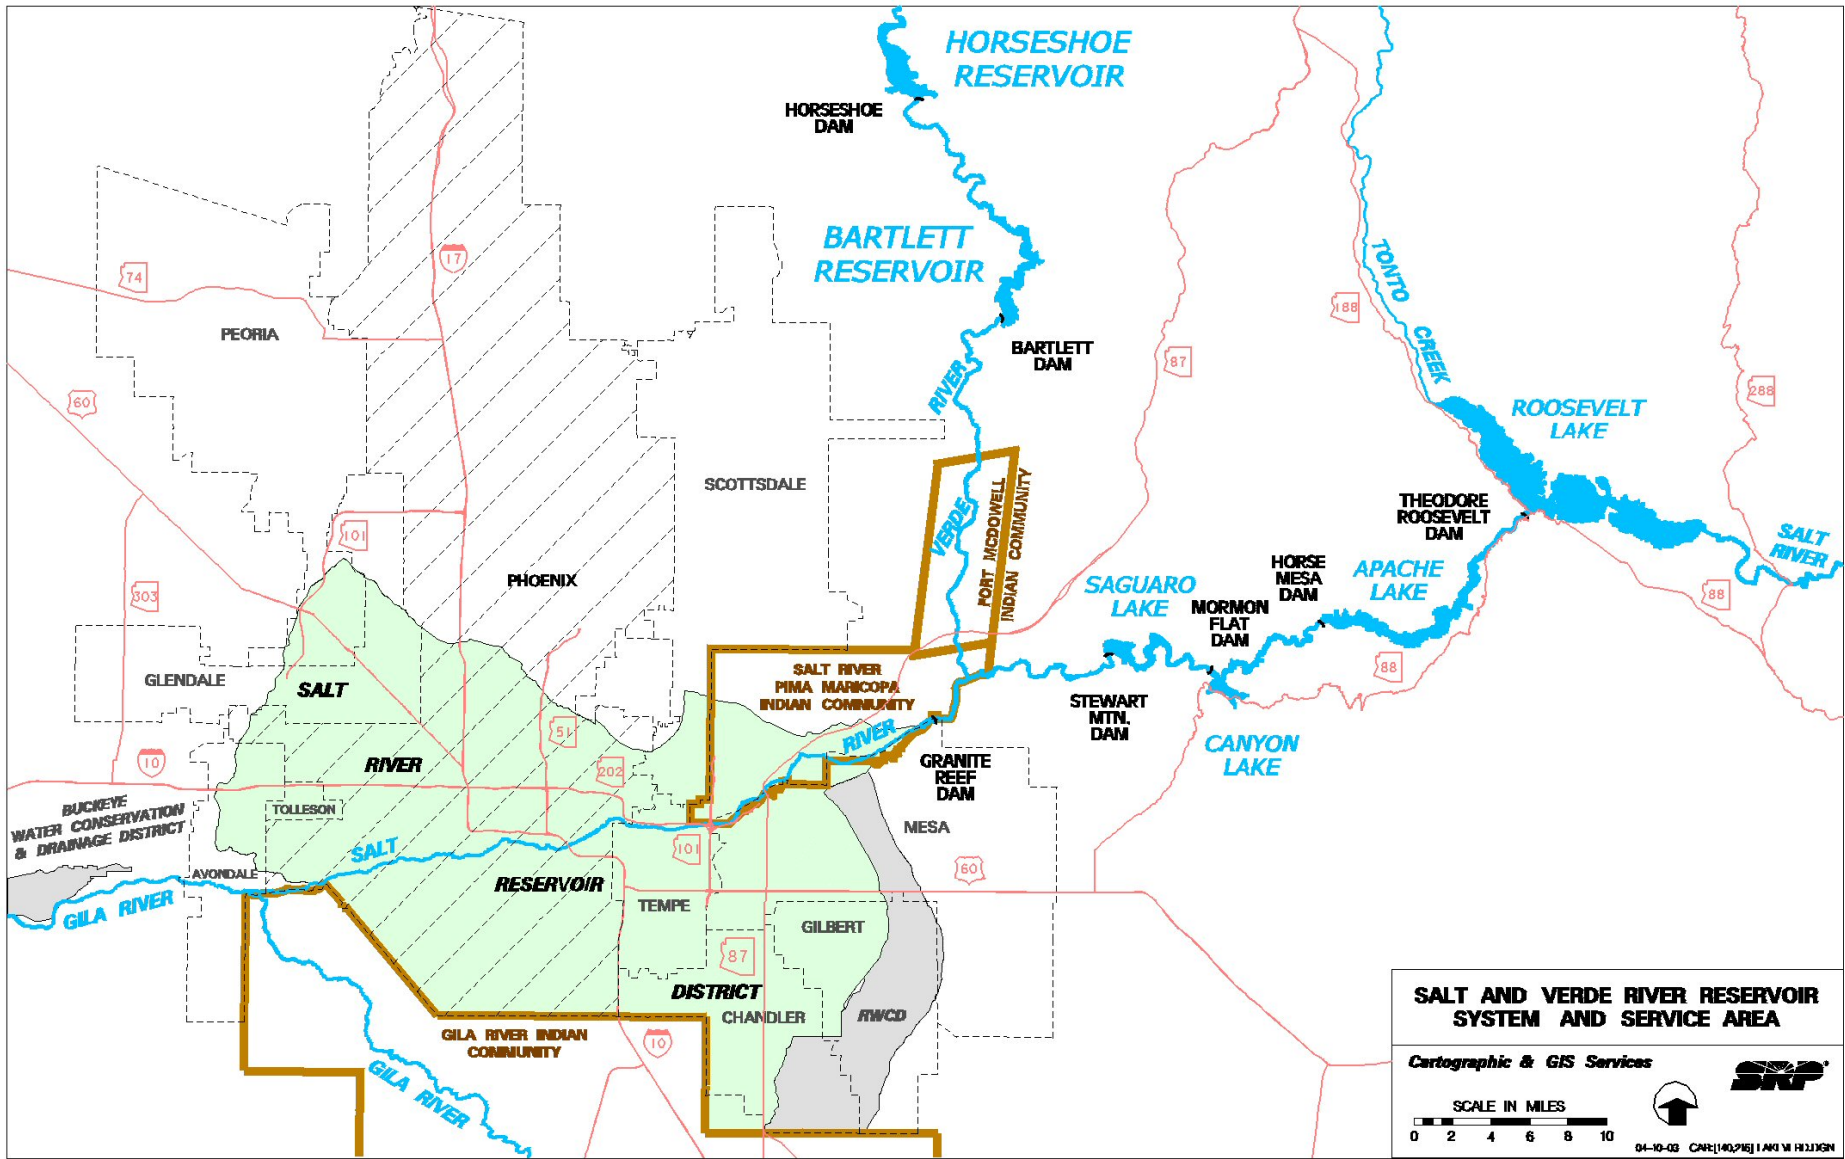 HORSESHOE
RESERVOIR
HORSESHOE
DAM
BARTLETT
RESERVOIR
BARTLETT
DAM
17
74
PEORIA
60
188
87
288
TONTO
CREEK
RIVER
ROOSEVELT
LAKE
SCOTTSDALE
VERDE
FORT MCDOWELL
INDIAN COMMUNITY
THEODORE
ROOSEVELT
DAM
SALT
RIVER
101
303
PHOENIX
SAGUARO
LAKE
HORSE
MESA
DAM
APACHE
LAKE
MORMON
FLAT
DAM
88
88
GLENDALE
SALT
SALT RIVER
PIMA MARICOPA
INDIAN COMMUNITY
STEWART
MTN.
DAM
CANYON
LAKE
10
RIVER
51
202
RIVER
GRANITE
REEF
DAM
BUCKEYE
WATER CONSERVATION
& DRAINAGE DISTRICT
TOLLESON
MESA
SALT
101
60
AVONDALE
RESERVOIR
GILA RIVER
TEMPE
GILBERT
87
DISTRICT
CHANDLER
RWCD
GILA RIVER INDIAN
COMMUNITY
10
GILA RIVER
SALT AND VERDE RIVER RESERVOIR
SYSTEM AND SERVICE AREA
Cartographic & GIS Services
SRP
SCALE IN MILES
0 2 4 6 8 10
04-10-03